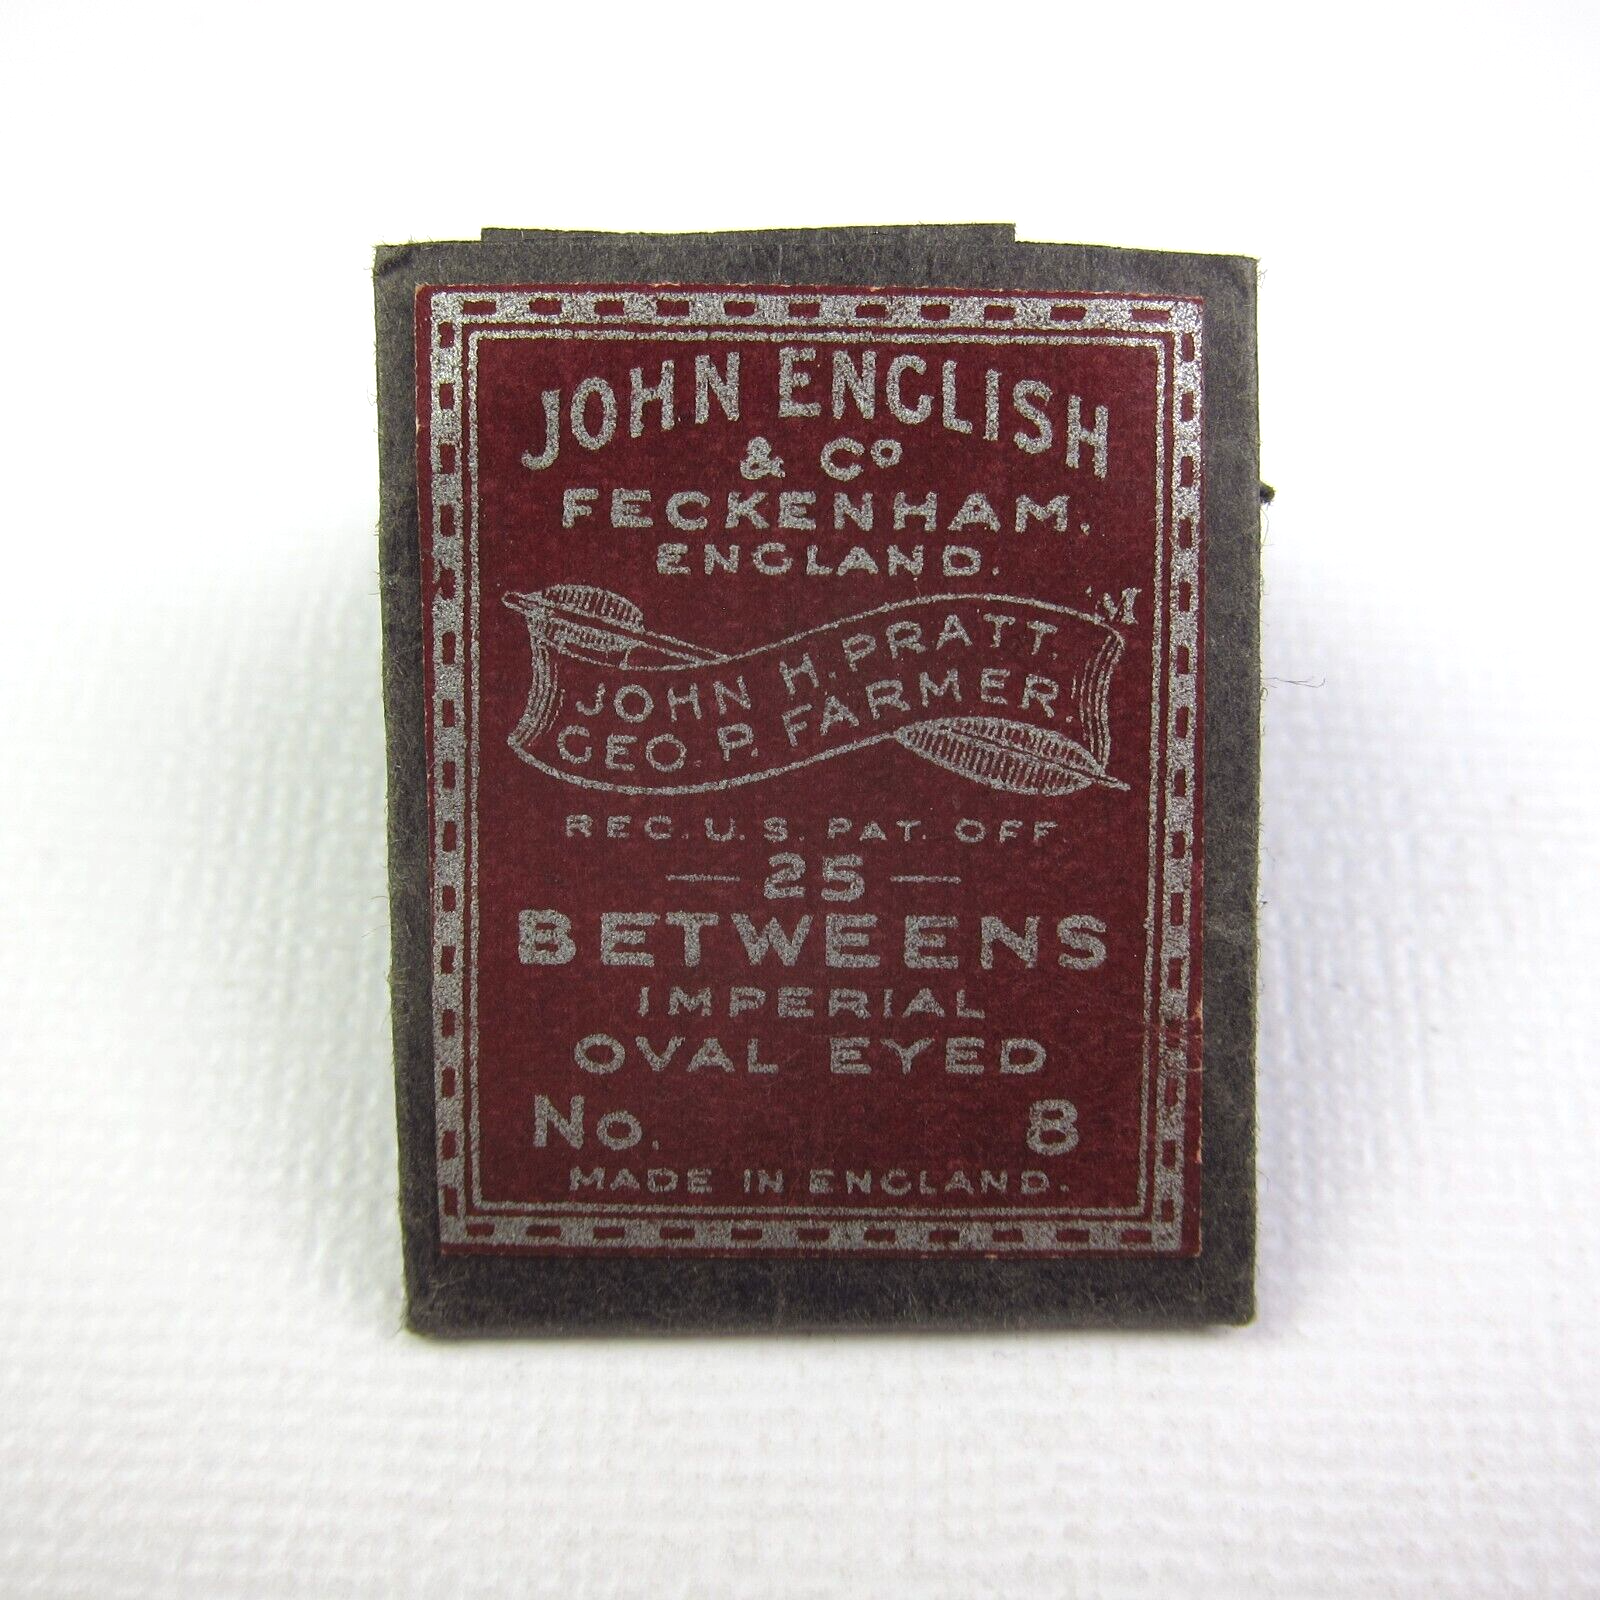 JOHN ENGLISH
& Co
FECKENHAM.
ENGLAND.
M
JOHN H. PRATT.
GEO. P. FARMER.
REG. U. S. PAT. OFF
— 25 —
BETWEENS
IMPERIAL
OVAL EYED
No. 8
MADE IN ENGLAND.